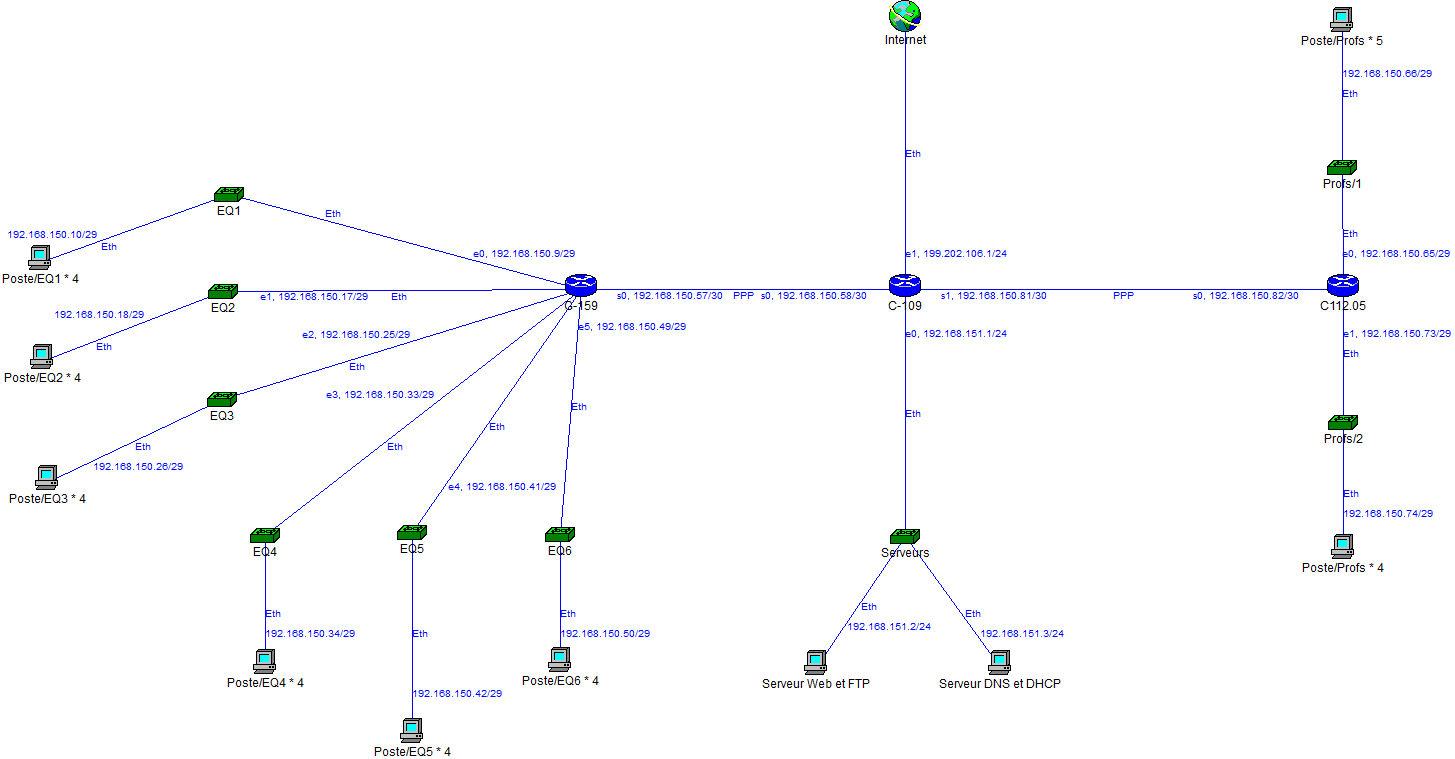 Internet
Poste/Profs * 5
192.168.150.66/29
Eth
Eth
Profs/1
Eth
e0, 192.168.150.65/29
EQ1
Eth
192.168.150.10/29
Eth
Poste/EQ1 * 4
e0, 192.168.150.9/29
e1, 199.202.106.1/24
EQ2
e1, 192.168.150.17/29
Eth
192.168.150.18/29
Eth
Poste/EQ2 * 4
G-159
s0, 192.168.150.57/30
PPP
s0, 192.168.150.58/30
C-109
s1, 192.168.150.81/30
PPP
s0, 192.168.150.82/30
C112.05
e5, 192.168.150.49/29
e2, 192.168.150.25/29
Eth
e0, 192.168.151.1/24
e1, 192.168.150.73/29
Eth
EQ3
Eth
192.168.150.26/29
Poste/EQ3 * 4
e3, 192.168.150.33/29
Eth
Eth
Eth
Eth
Profs/2
e4, 192.168.150.41/29
Eth
192.168.150.74/29
Poste/Profs * 4
EQ4
EQ5
EQ6
Serveurs
Eth
192.168.150.34/29
Poste/EQ4 * 4
Eth
192.168.150.42/29
Poste/EQ5 * 4
Eth
192.168.150.50/29
Poste/EQ6 * 4
Eth
192.168.151.2/24
Serveur Web et FTP
Eth
192.168.151.3/24
Serveur DNS et DHCP